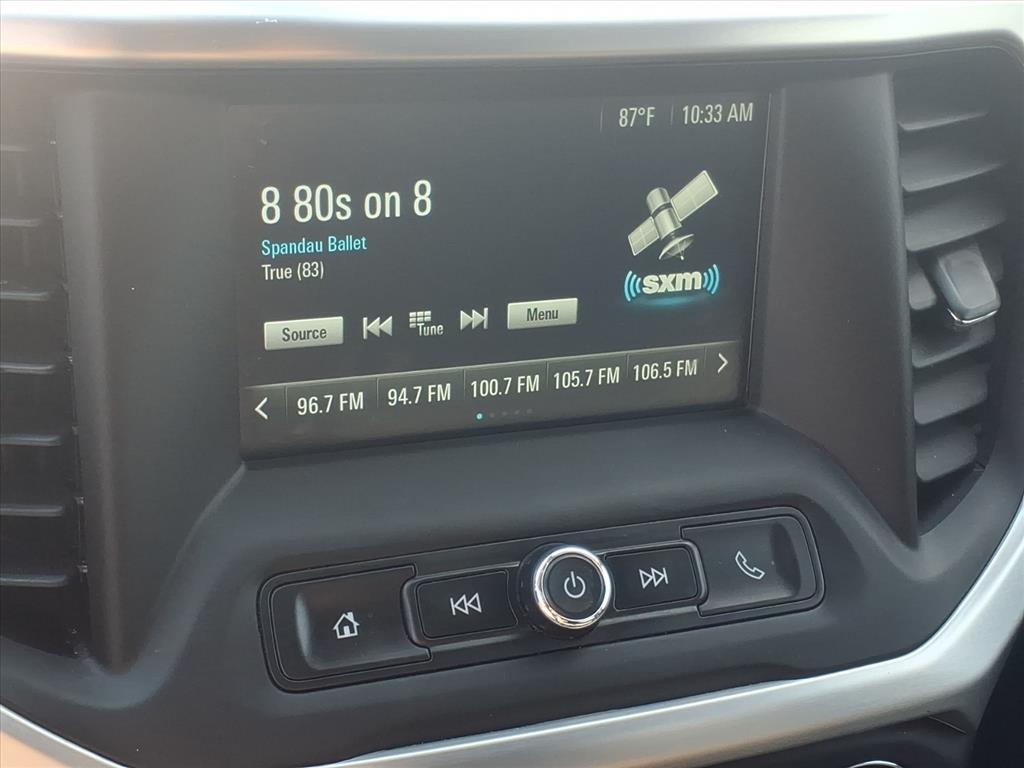 87°F 10:33 AM
8 80s on 8
Spandau Ballet
True (83)
sxm
Source Tune Menu
96.7 FM 94.7 FM 100.7 FM 105.7 FM 106.5 FM